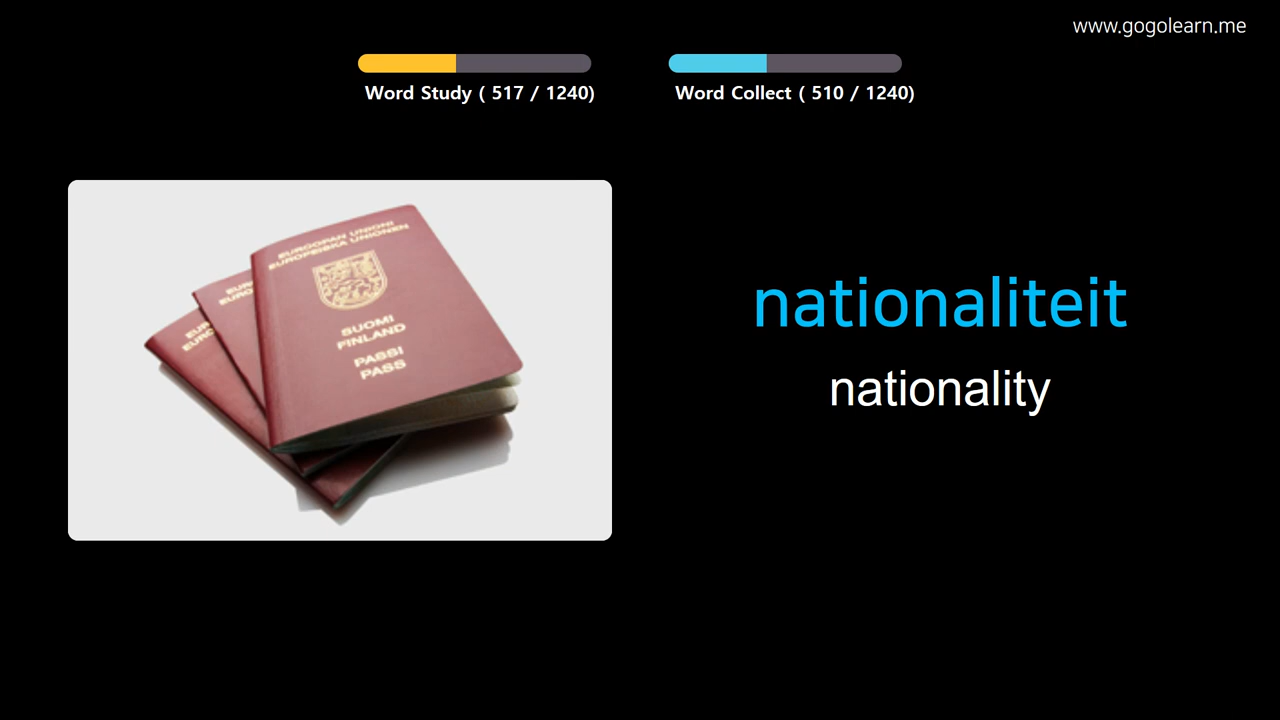 www.gogolearn.me
Word Study ( 517 / 1240)
Word Collect ( 510 / 1240)
EUROOPAN UNIONI
EUROPEISKA UNIONEN
SUOMI
FINLAND
PASSI
PASS
nationaliteit
nationality